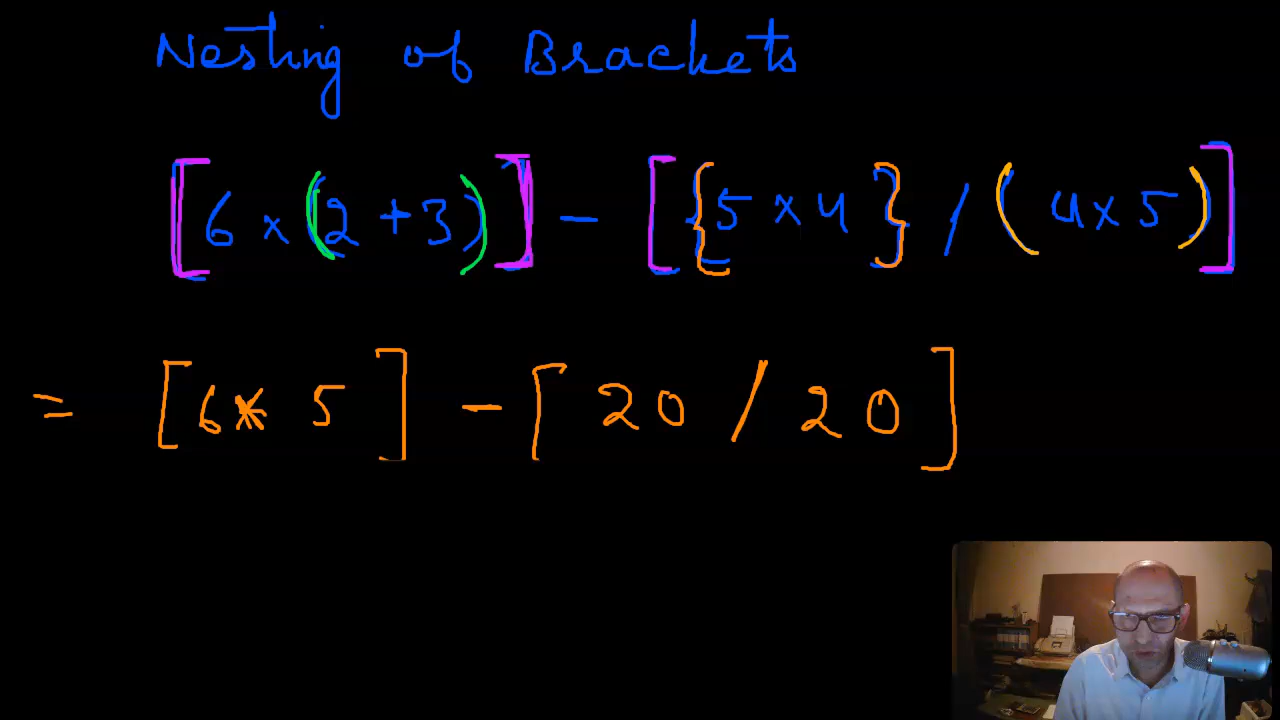 Nesting of Brackets
[6 × (2 + 3)] - [{5 × 4} / (4 × 5)]
= [6 * 5] - [20 / 20]